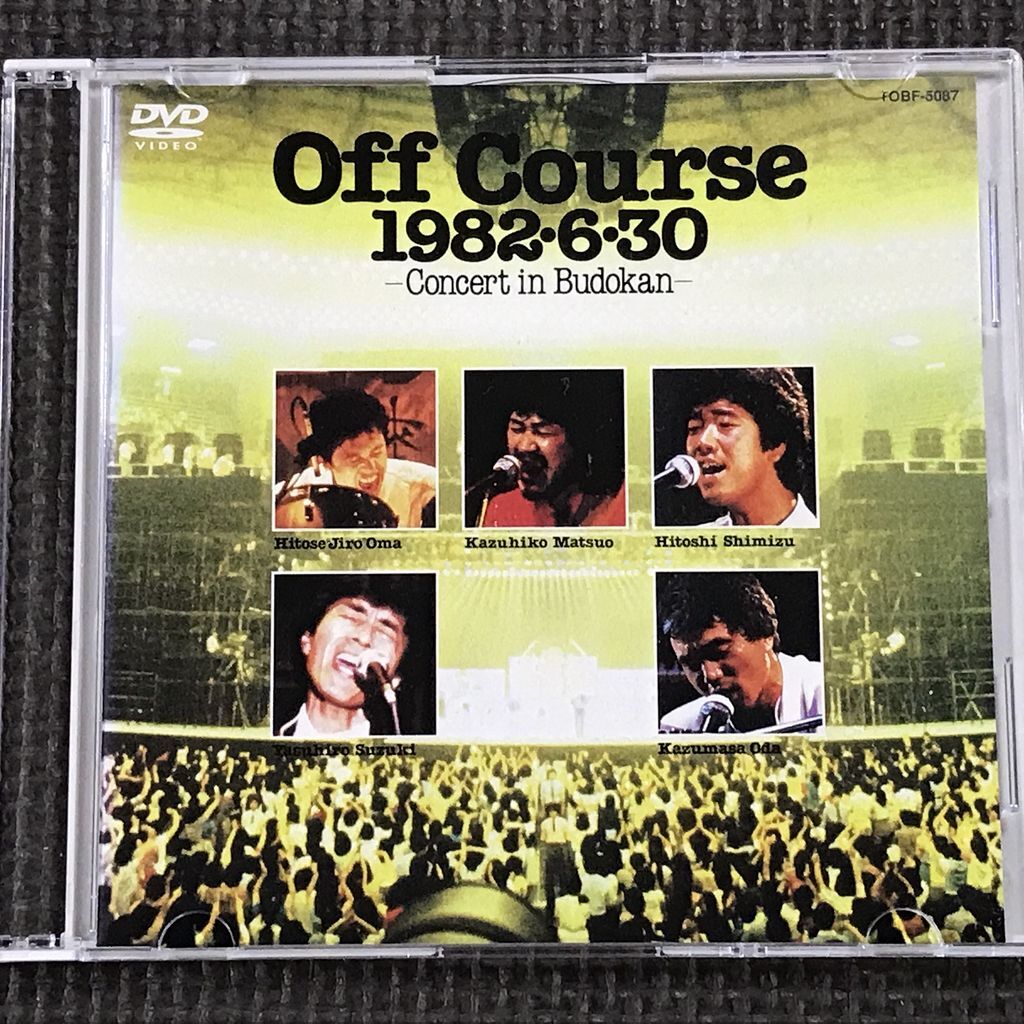 DVD
VIDEO
TOBF-5087
Off Course
1982·6·30
-Concert in Budokan-
Hitose Jiro Oma
Kazuhiko Matsuo
Hitoshi Shimizu
Yasuhiro Suzuki
Kazumasa Oda